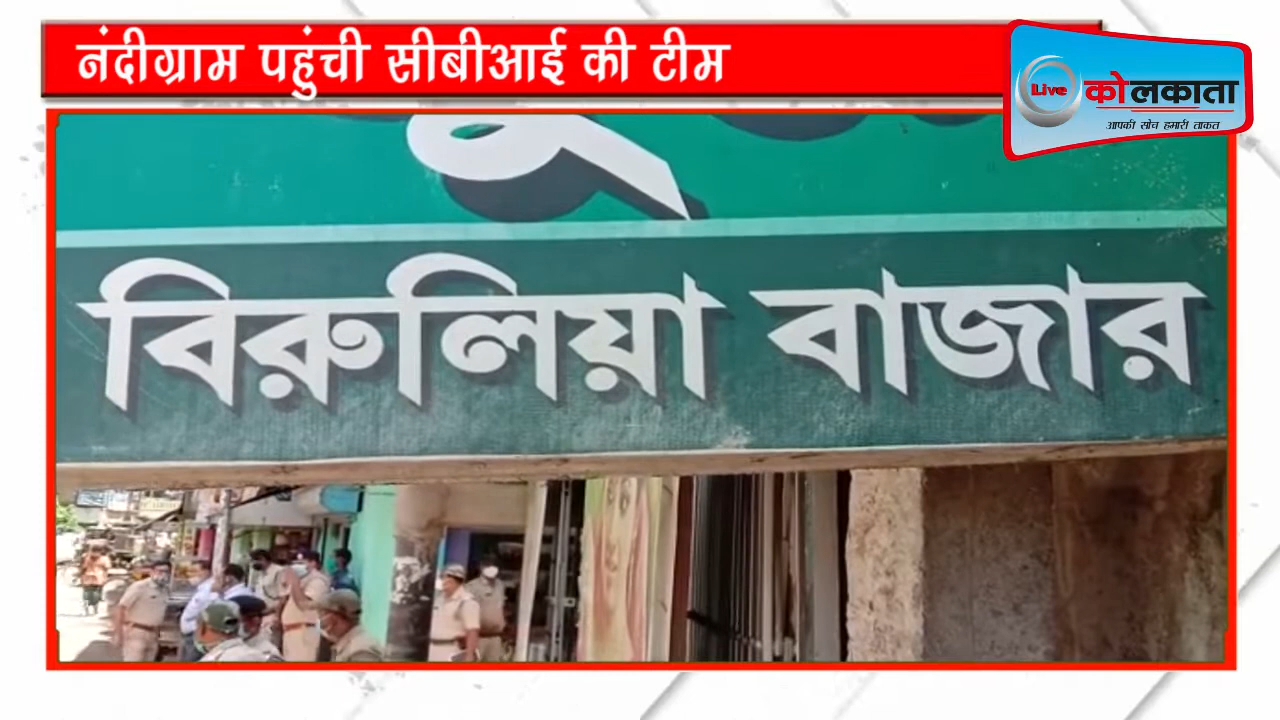 नंदीग्राम पहुंची सीबीआई की टीम
Live
कोलकाता
आपकी सोच हमारी ताकत
বিরুলিয়া বাজার